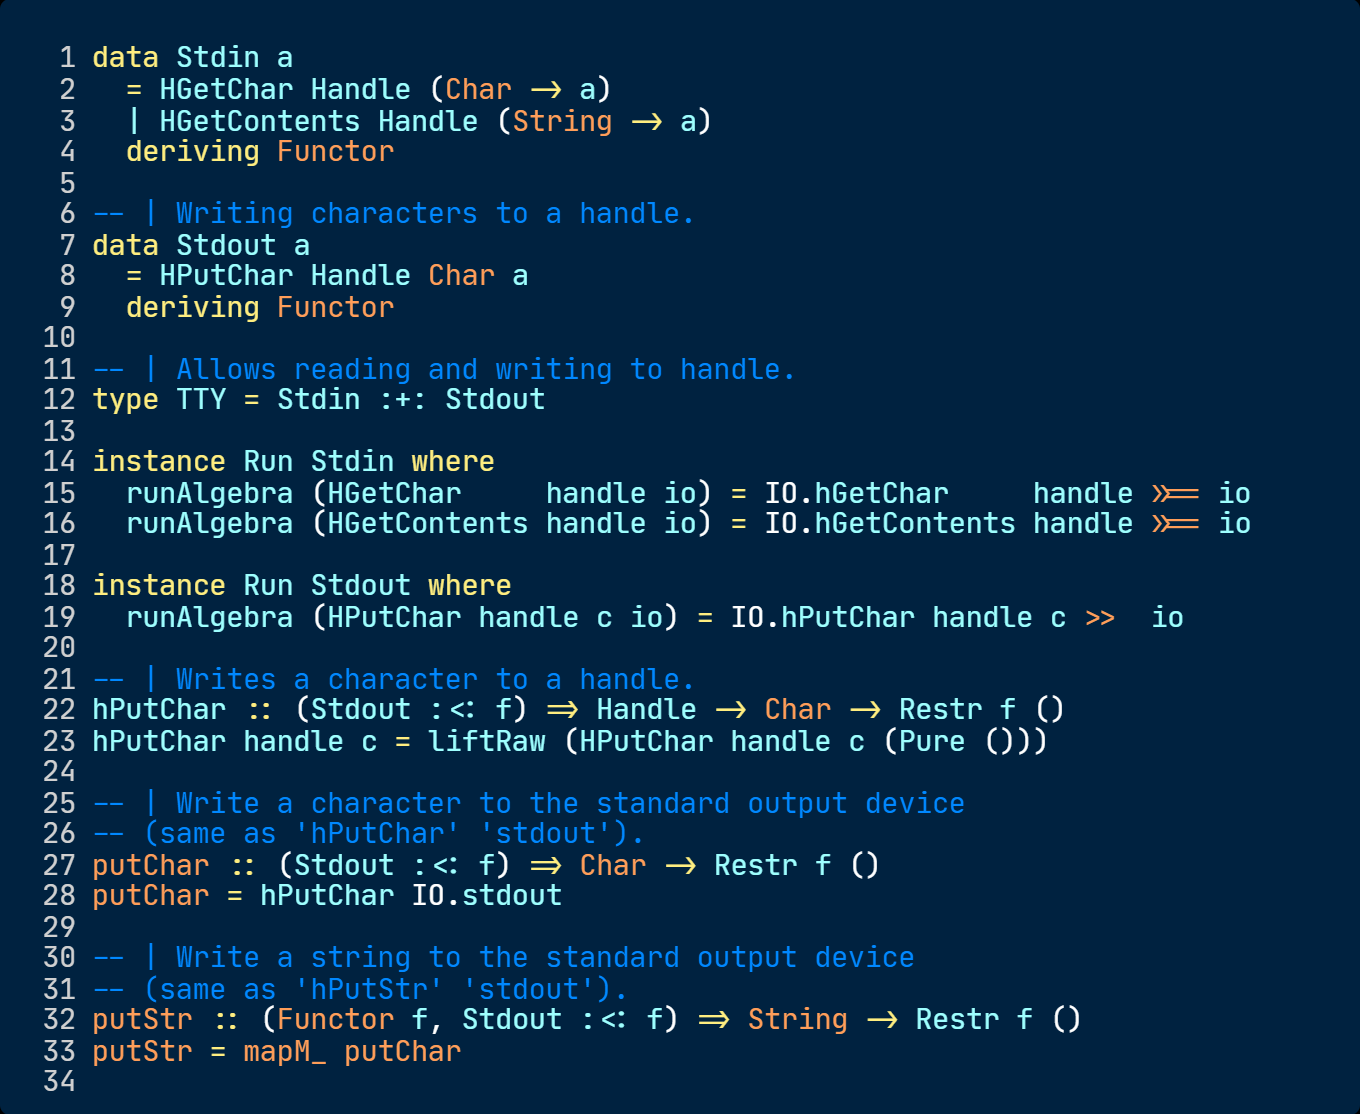 1 data Stdin a
2   = HGetChar Handle (Char -> a)
3   | HGetContents Handle (String -> a)
4   deriving Functor
5
6 -- | Writing characters to a handle.
7 data Stdout a
8   = HPutChar Handle Char a
9   deriving Functor
10
11 -- | Allows reading and writing to handle.
12 type TTY = Stdin :+: Stdout
13
14 instance Run Stdin where
15   runAlgebra (HGetChar     handle io) = IO.hGetChar     handle >>= io
16   runAlgebra (HGetContents handle io) = IO.hGetContents handle >>= io
17
18 instance Run Stdout where
19   runAlgebra (HPutChar handle c io) = IO.hPutChar handle c >>  io
20
21 -- | Writes a character to a handle.
22 hPutChar :: (Stdout :<: f) => Handle -> Char -> Restr f ()
23 hPutChar handle c = liftRaw (HPutChar handle c (Pure ()))
24
25 -- | Write a character to the standard output device
26 -- (same as 'hPutChar' 'stdout').
27 putChar :: (Stdout :<: f) => Char -> Restr f ()
28 putChar = hPutChar IO.stdout
29
30 -- | Write a string to the standard output device
31 -- (same as 'hPutStr' 'stdout').
32 putStr :: (Functor f, Stdout :<: f) => String -> Restr f ()
33 putStr = mapM_ putChar
34